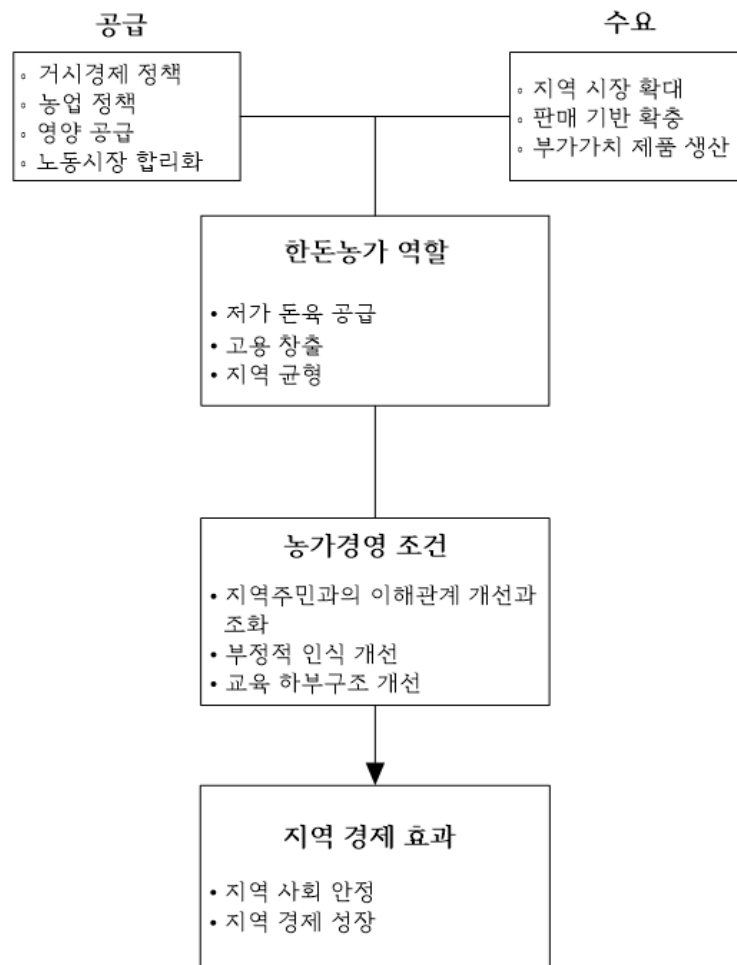 공급
◦ 거시경제 정책
◦ 농업 정책
◦ 영양 공급
◦ 노동시장 합리화
수요
◦ 지역 시장 확대
◦ 판매 기반 확충
◦ 부가가치 제품 생산
한돈농가 역할
• 저가 돈육 공급
• 고용 창출
• 지역 균형
농가경영 조건
• 지역주민과의 이해관계 개선과
조화
• 부정적 인식 개선
• 교육 하부구조 개선
지역 경제 효과
• 지역 사회 안정
• 지역 경제 성장